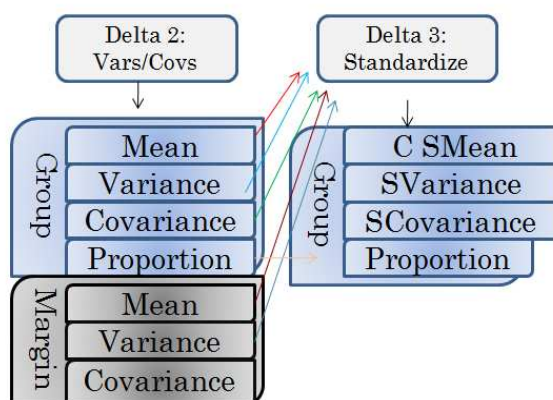 Delta 2:
Vars/Covs
Delta 3:
Standardize
Group
Mean
Variance
Covariance
Proportion
Margin
Mean
Variance
Covariance
Group
C SMean
SVariance
SCovariance
Proportion